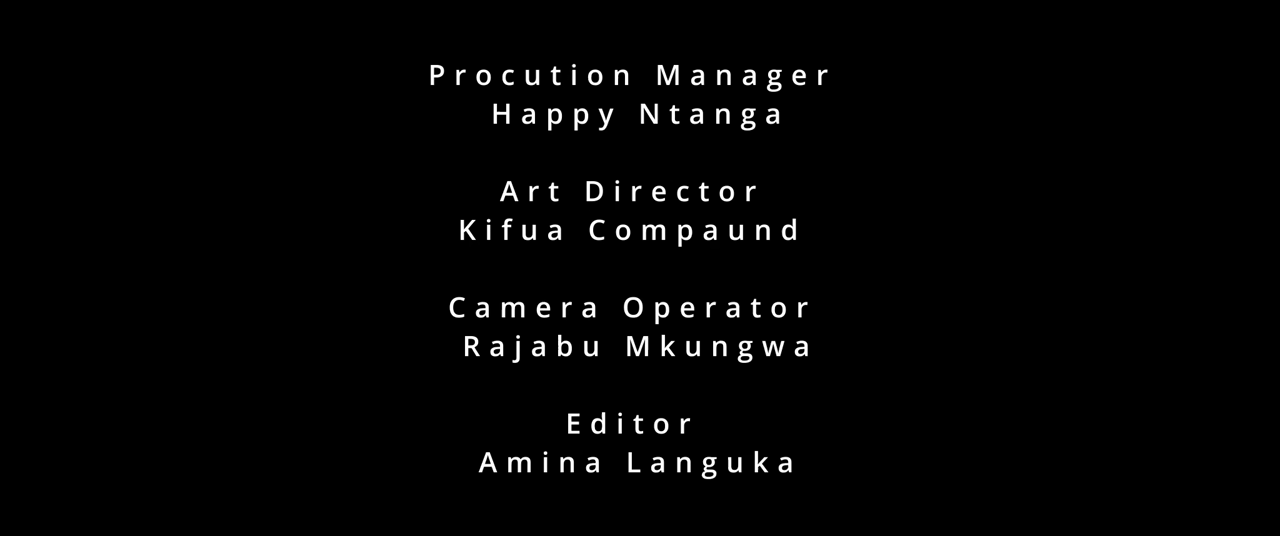 Procution Manager
Happy Ntanga
Art Director
Kifua Compaund
Camera Operator
Rajabu Mkungwa
Editor
Amina Languka